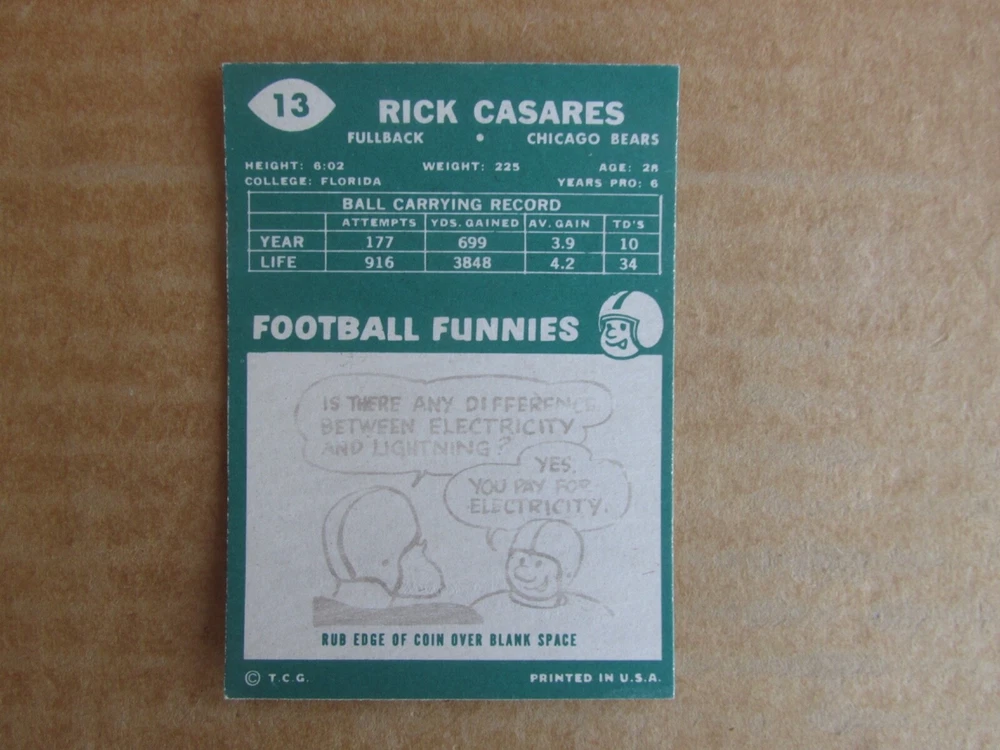 13
RICK CASARES
FULLBACK • CHICAGO BEARS
HEIGHT: 6:02 WEIGHT: 225 AGE: 28
COLLEGE: FLORIDA YEARS PRO: 6
BALL CARRYING RECORD
ATTEMPTS YDS. GAINED AV. GAIN TD'S
YEAR 177 699 3.9 10
LIFE 916 3848 4.2 34
FOOTBALL FUNNIES
IS THERE ANY DIFFERENCE
BETWEEN ELECTRICITY
AND LIGHTNING?
YES,
YOU PAY FOR
ELECTRICITY.
RUB EDGE OF COIN OVER BLANK SPACE
© T.C.G. PRINTED IN U.S.A.